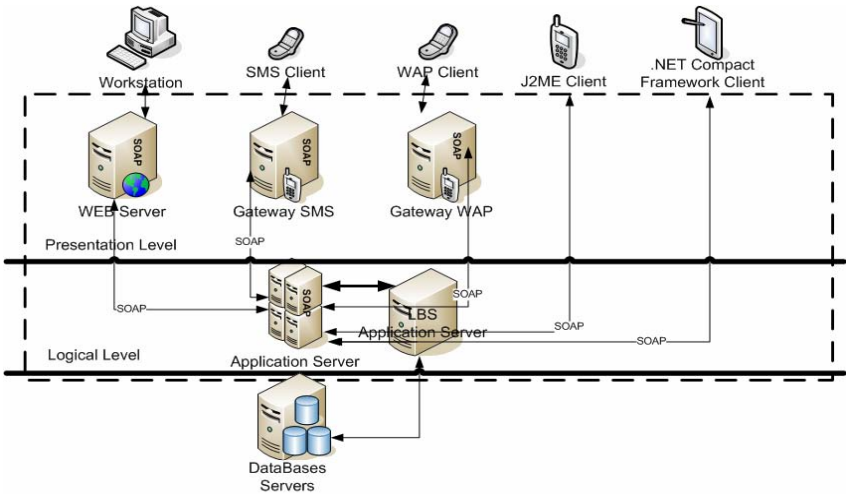 Workstation
SMS Client
WAP Client
J2ME Client
.NET Compact
Framework Client
SOAP
SOAP
SOAP
WEB Server
Gateway SMS
Gateway WAP
Presentation Level
SOAP
SOAP
SOAP
SOAP
LBS
Application Server
SOAP
SOAP
Logical Level
Application Server
DataBases
Servers